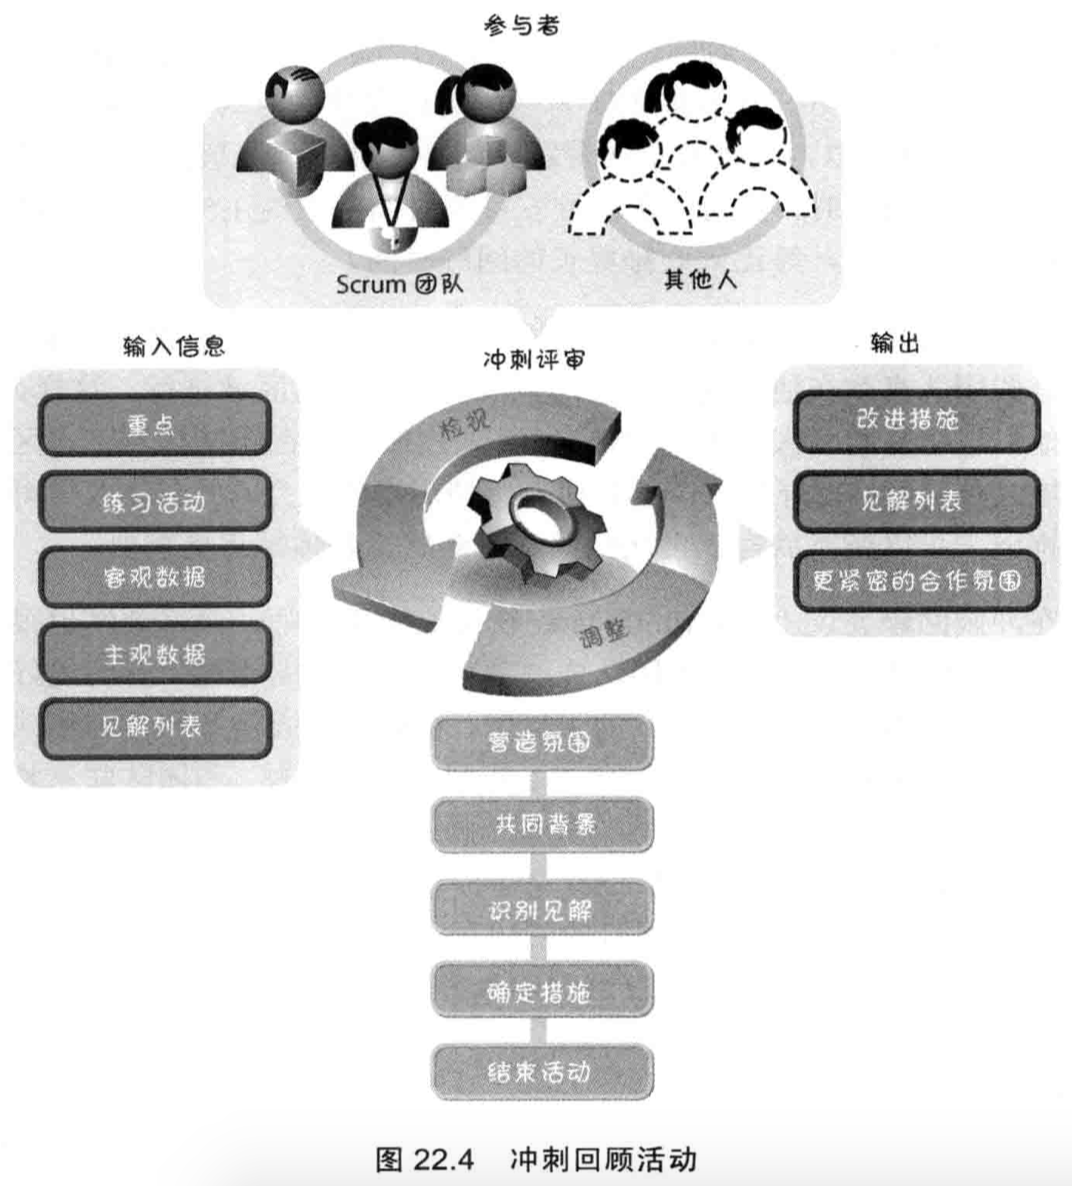 参与者
Scrum 团队
其他人
输入信息
重点
练习活动
客观数据
主观数据
见解列表
冲刺评审
检视
调整
营造氛围
共同背景
识别见解
确定措施
结束活动
输出
改进措施
见解列表
更紧密的合作氛围
图 22.4 冲刺回顾活动